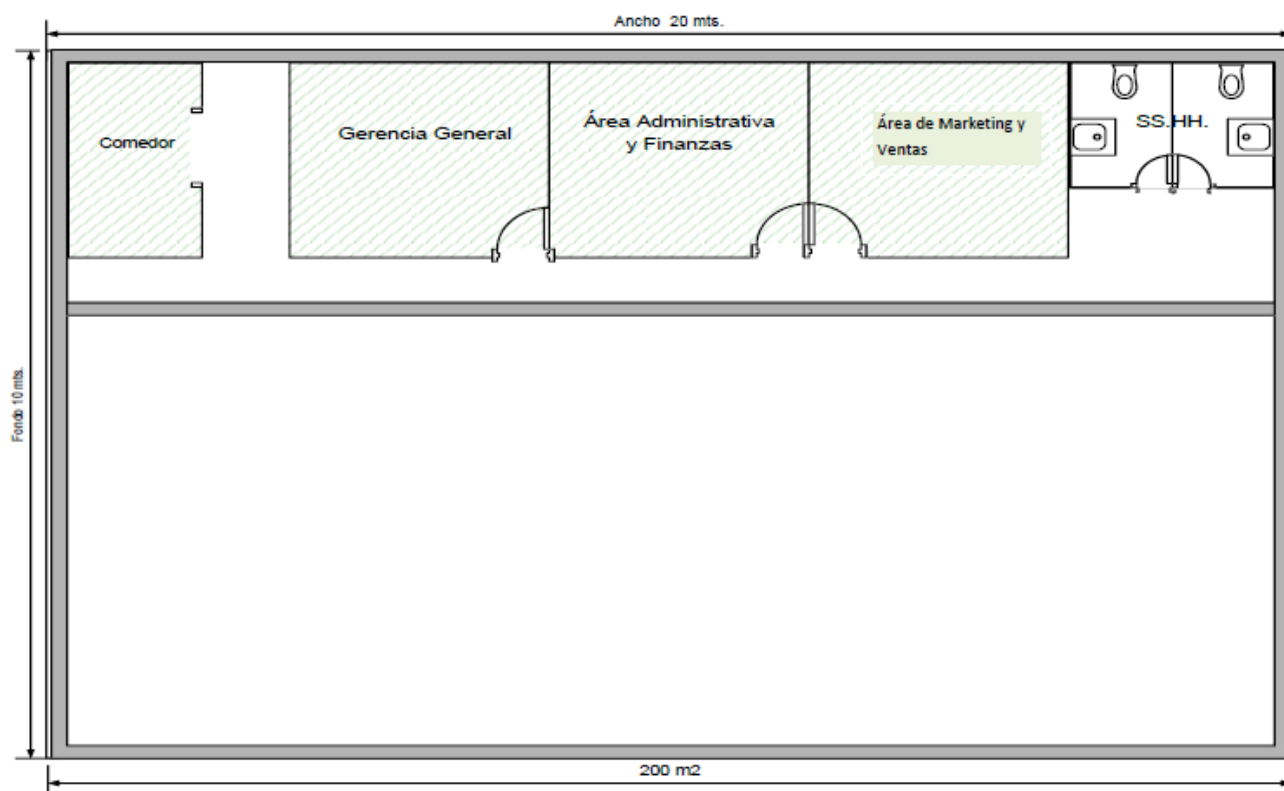 Ancho 20 mts.
Comedor
Gerencia General
Área Administrativa
y Finanzas
Área de Marketing y
Ventas
SS.HH.
Fondo 10 mts.
200 m2